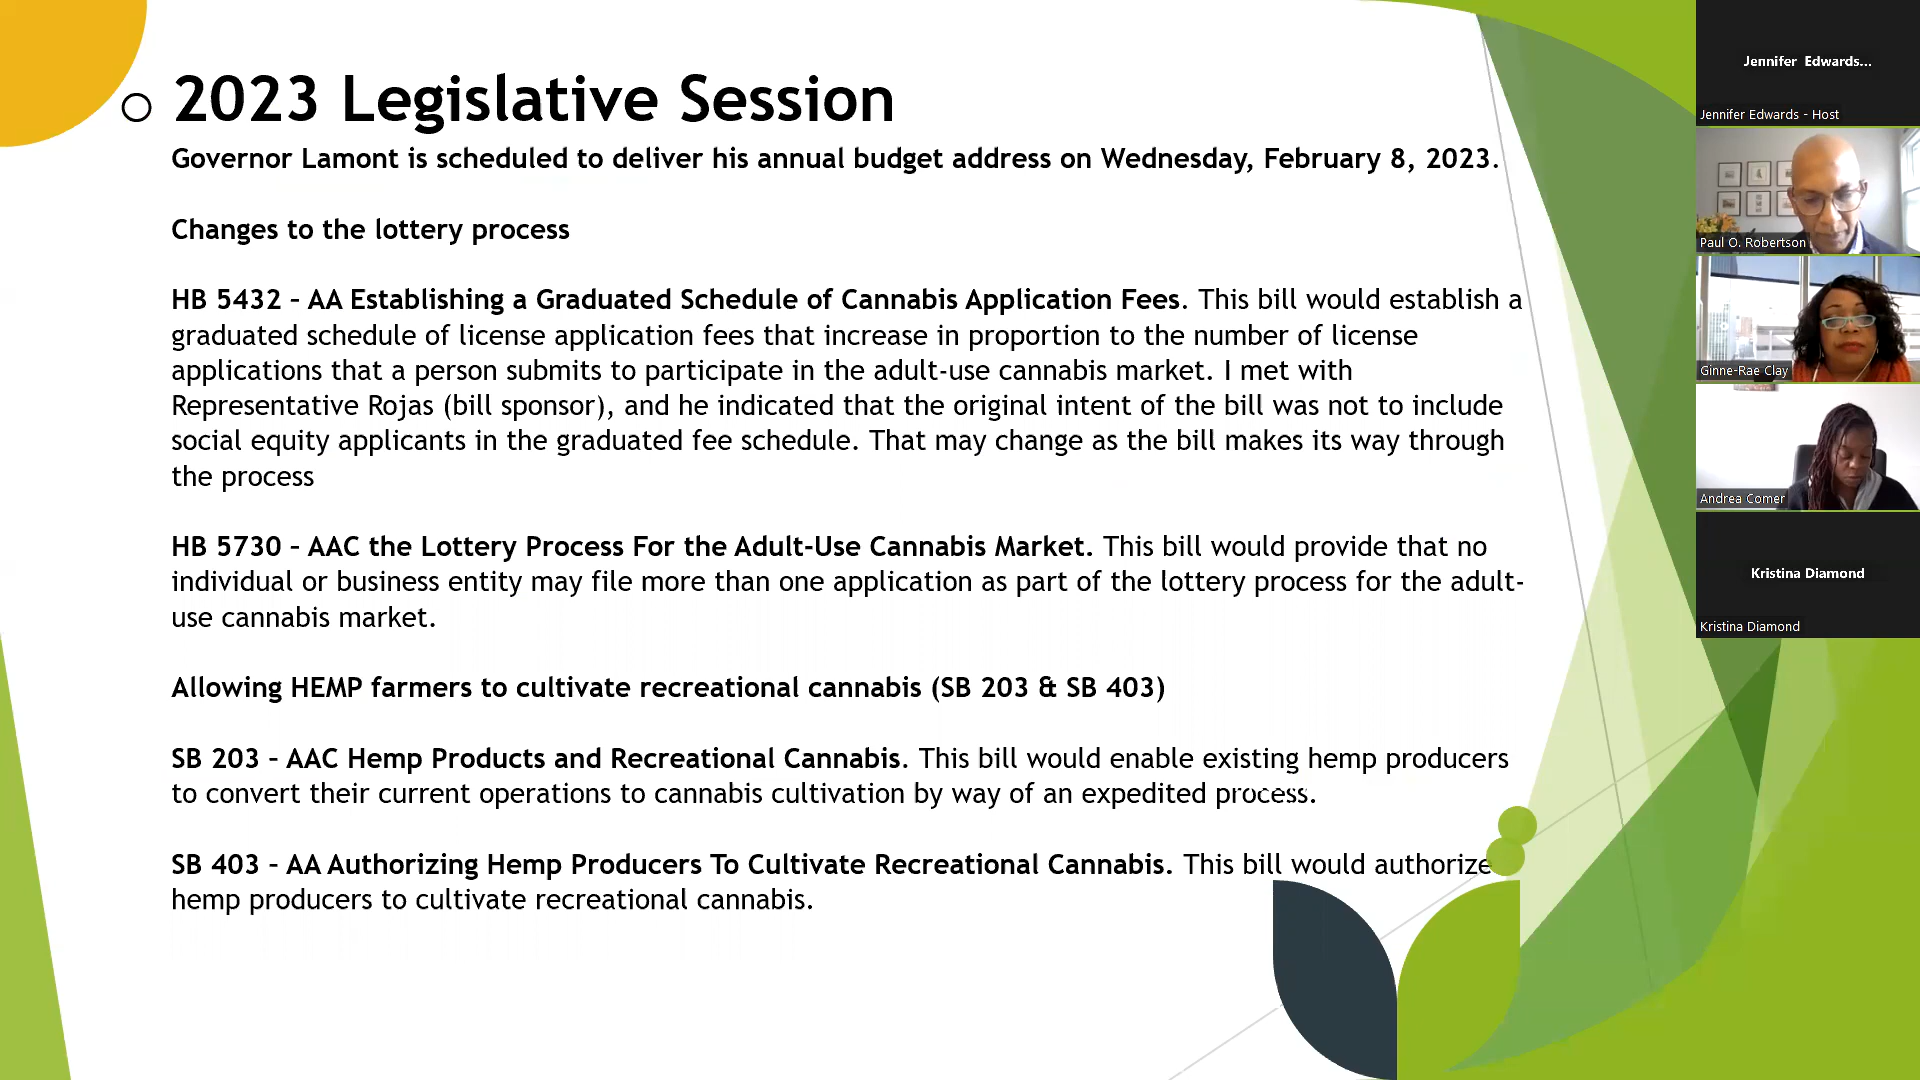 2023 Legislative Session
Governor Lamont is scheduled to deliver his annual budget address on Wednesday, February 8, 2023.
Changes to the lottery process
HB 5432 – AA Establishing a Graduated Schedule of Cannabis Application Fees. This bill would establish a
graduated schedule of license application fees that increase in proportion to the number of license
applications that a person submits to participate in the adult-use cannabis market. I met with
Representative Rojas (bill sponsor), and he indicated that the original intent of the bill was not to include
social equity applicants in the graduated fee schedule. That may change as the bill makes its way through
the process
HB 5730 – AAC the Lottery Process For the Adult-Use Cannabis Market. This bill would provide that no
individual or business entity may file more than one application as part of the lottery process for the adult-
use cannabis market.
Allowing HEMP farmers to cultivate recreational cannabis (SB 203 & SB 403)
SB 203 – AAC Hemp Products and Recreational Cannabis. This bill would enable existing hemp producers
to convert their current operations to cannabis cultivation by way of an expedited process.
SB 403 – AA Authorizing Hemp Producers To Cultivate Recreational Cannabis. This bill would authorize
hemp producers to cultivate recreational cannabis.
Jennifer Edwards...
Jennifer Edwards - Host
Paul O. Robertson
Ginne-Rae Clay
Andrea Comer
Kristina Diamond
Kristina Diamond